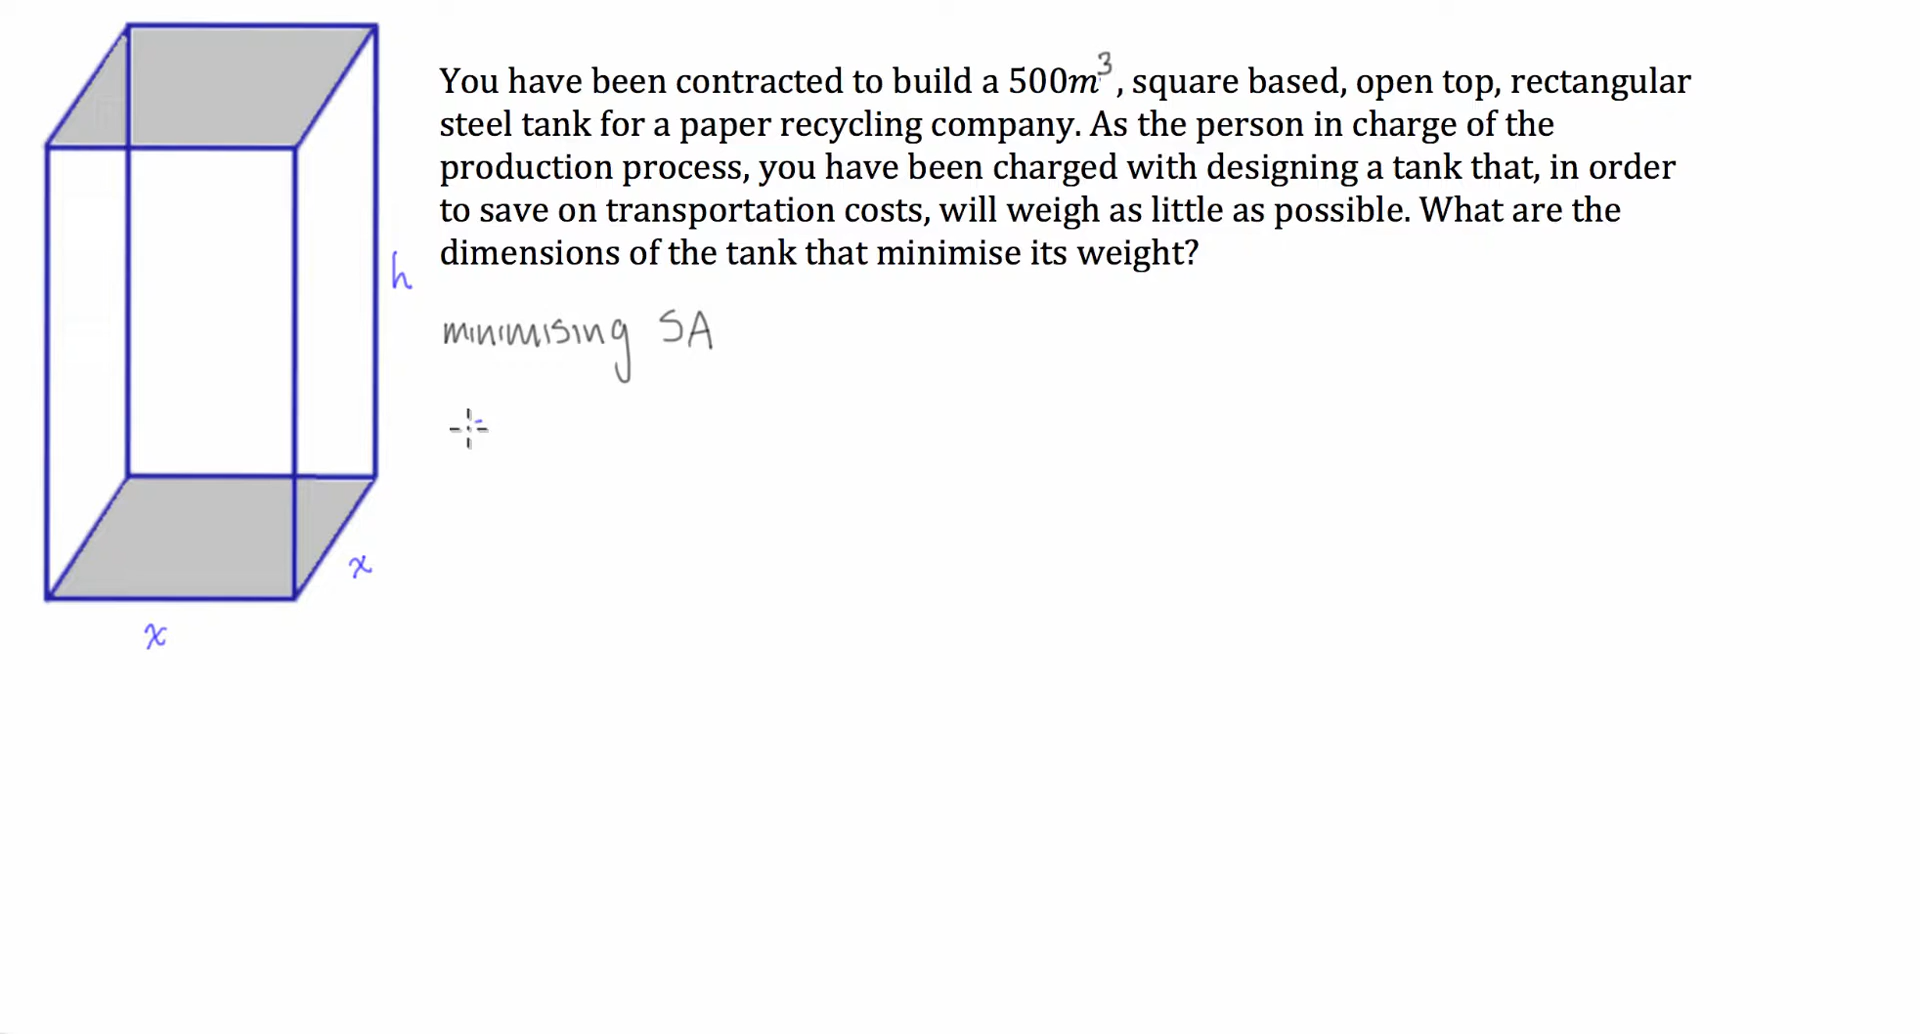 You have been contracted to build a 500m³, square based, open top, rectangular
steel tank for a paper recycling company. As the person in charge of the
production process, you have been charged with designing a tank that, in order
to save on transportation costs, will weigh as little as possible. What are the
dimensions of the tank that minimise its weight?
h
minimising SA
x
x